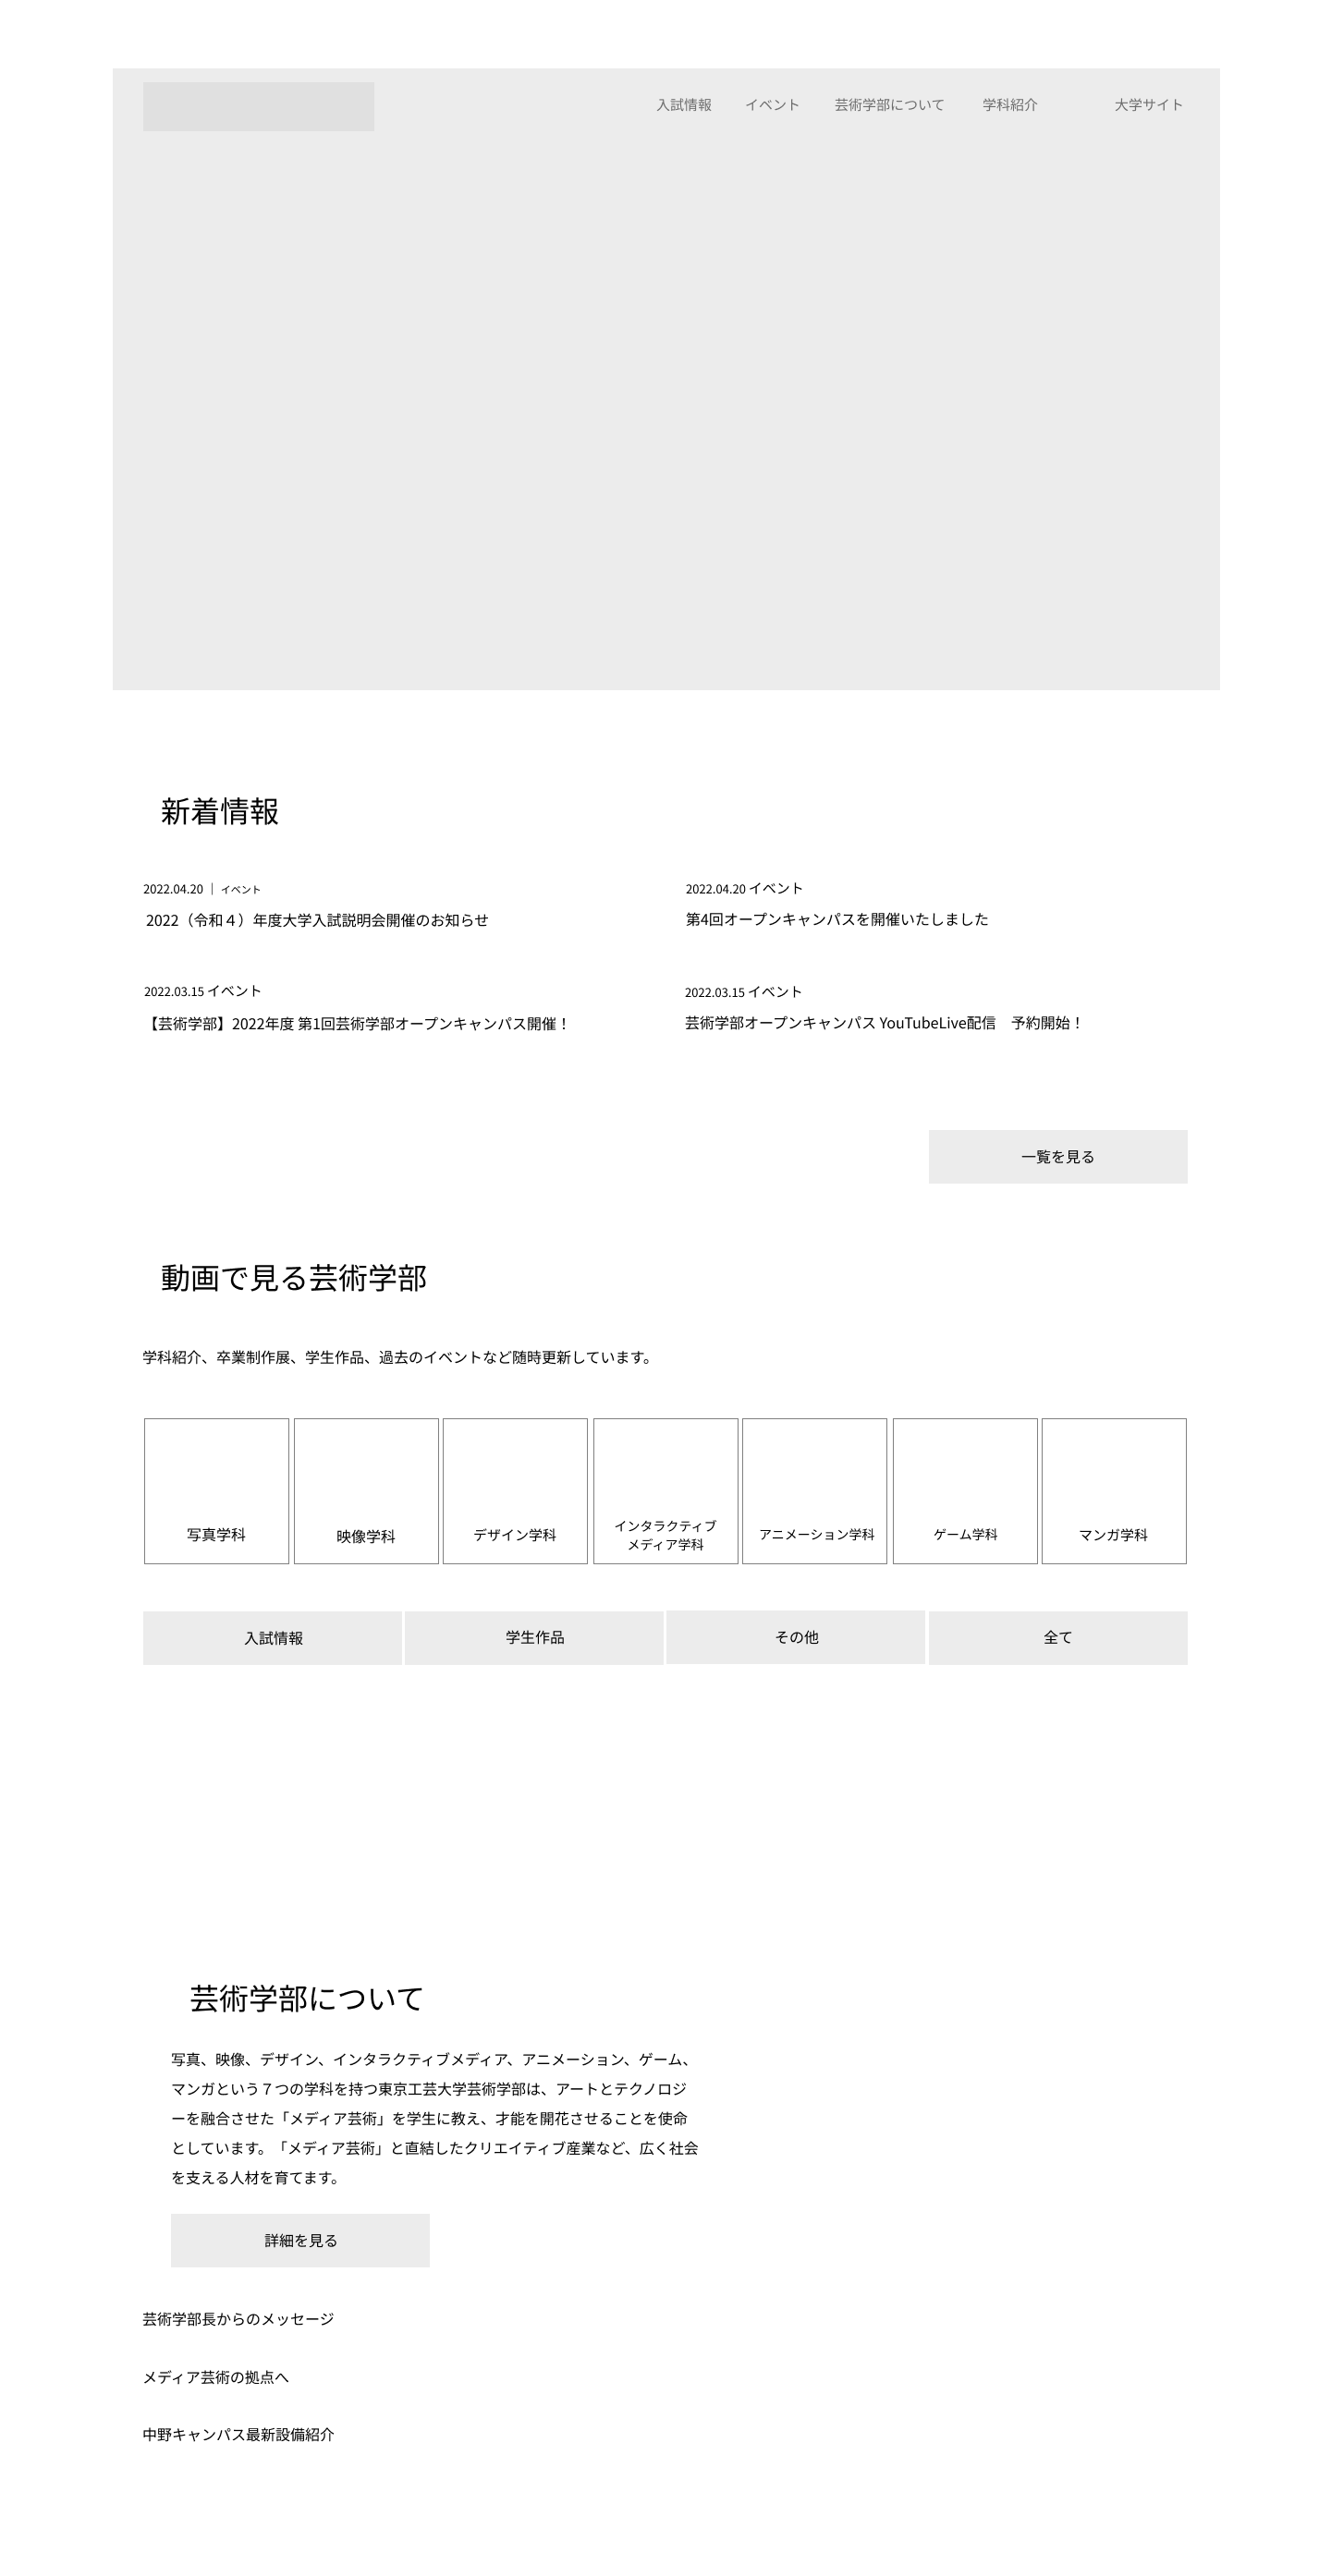 入試情報 イベント 芸術学部について 学科紹介 大学サイト
新着情報
2022.04.20 ｜ イベント
2022（令和４）年度大学入試説明会開催のお知らせ
2022.04.20 イベント
第4回オープンキャンパスを開催いたしました
2022.03.15 イベント
【芸術学部】2022年度 第1回芸術学部オープンキャンパス開催！
2022.03.15 イベント
芸術学部オープンキャンパス YouTubeLive配信　予約開始！
一覧を見る
動画で見る芸術学部
学科紹介、卒業制作展、学生作品、過去のイベントなど随時更新しています。
写真学科
映像学科
デザイン学科
インタラクティブ
メディア学科
アニメーション学科
ゲーム学科
マンガ学科
入試情報
学生作品
その他
全て
芸術学部について
写真、映像、デザイン、インタラクティブメディア、アニメーション、ゲーム、
マンガという７つの学科を持つ東京工芸大学芸術学部は、アートとテクノロジ
ーを融合させた「メディア芸術」を学生に教え、才能を開花させることを使命
としています。「メディア芸術」と直結したクリエイティブ産業など、広く社会
を支える人材を育てます。
詳細を見る
芸術学部長からのメッセージ
メディア芸術の拠点へ
中野キャンパス最新設備紹介